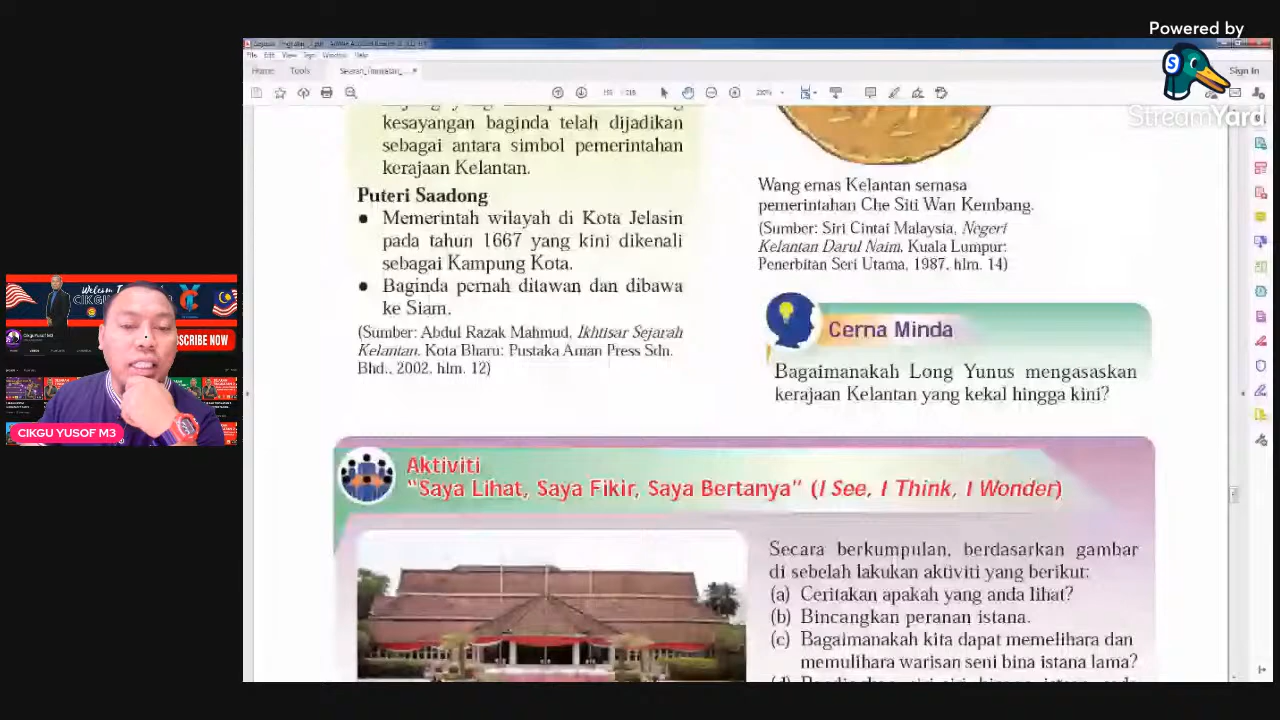 Powered by
StreamYard
File Edit View Sign Window Help
Home Tools
Sign In
kesayangan baginda telah dijadikan
sebagai antara simbol pemerintahan
kerajaan Kelantan.
Puteri Saadong
● Memerintah wilayah di Kota Jelasin
pada tahun 1667 yang kini dikenali
sebagai Kampung Kota.
● Baginda pernah ditawan dan dibawa
ke Siam.
(Sumber: Abdul Razak Mahmud, Ikhtisar Sejarah
Kelantan. Kota Bharu: Pustaka Aman Press Sdn.
Bhd., 2002, hlm. 12)
Wang emas Kelantan semasa
pemerintahan Che Siti Wan Kembang.
(Sumber: Siri Cintai Malaysia, Negeri
Kelantan Darul Naim. Kuala Lumpur:
Penerbitan Seri Utama, 1987, hlm. 14)
Cerna Minda
Bagaimanakah Long Yunus mengasaskan
kerajaan Kelantan yang kekal hingga kini?
Aktiviti
“Saya Lihat, Saya Fikir, Saya Bertanya” (I See, I Think, I Wonder)
Secara berkumpulan, berdasarkan gambar
di sebelah lakukan aktiviti yang berikut:
(a) Ceritakan apakah yang anda lihat?
(b) Bincangkan peranan istana.
(c) Bagaimanakah kita dapat memelihara dan
memulihara warisan seni bina istana lama?
CIKGU YUSOF M3